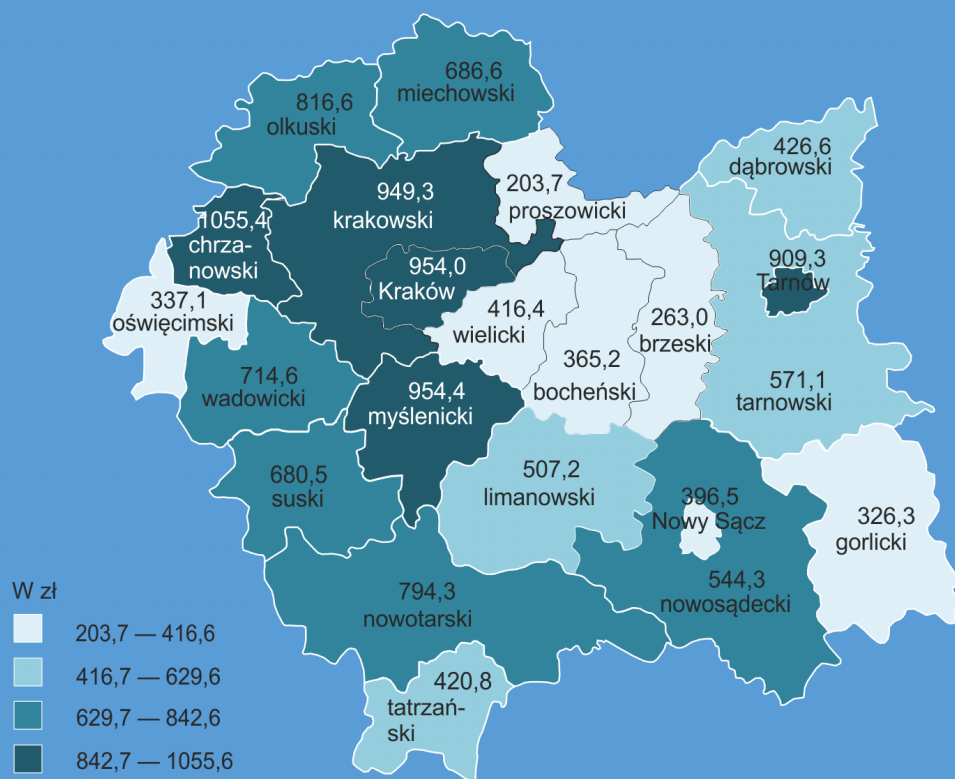 686,6
miechowski
816,6
olkuski
426,6
dąbrowski
203,7
proszowicki
949,3
krakowski
1055,4
chrza-
nowski
954,0
Kraków
909,3
Tarnów
337,1
oświęcimski
416,4
wielicki
263,0
brzeski
365,2
bocheński
714,6
wadowicki
954,4
myślenicki
571,1
tarnowski
680,5
suski
507,2
limanowski
396,5
Nowy Sącz
326,3
gorlicki
794,3
nowotarski
544,3
nowosądecki
420,8
tatrzań-
ski
W zł
203,7 — 416,6
416,7 — 629,6
629,7 — 842,6
842,7 — 1055,6